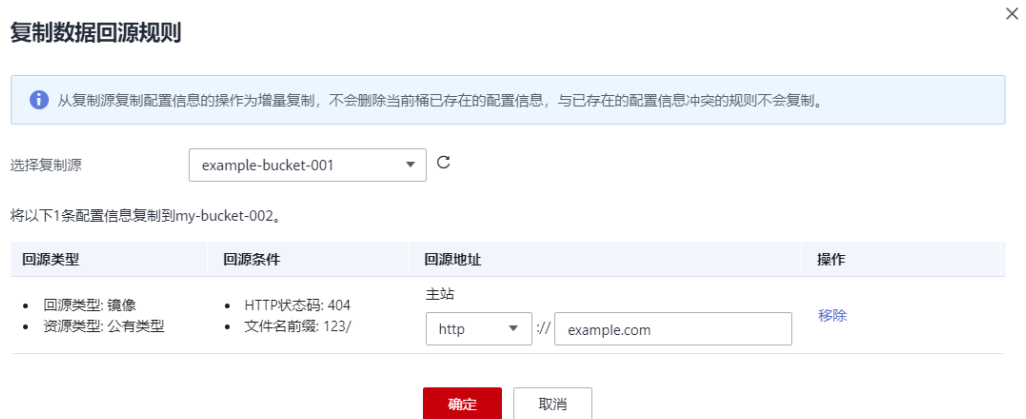 复制数据回源规则
从复制源复制配置信息的操作为增量复制，不会删除当前桶已存在的配置信息，与已存在的配置信息冲突的规则不会复制。
选择复制源 example-bucket-001
将以下1条配置信息复制到my-bucket-002。
回源类型 回源条件 回源地址 操作
主站
回源类型: 镜像 HTTP状态码: 404
资源类型: 公有类型 文件名前缀: 123/
http :// example.com
移除
确定 取消